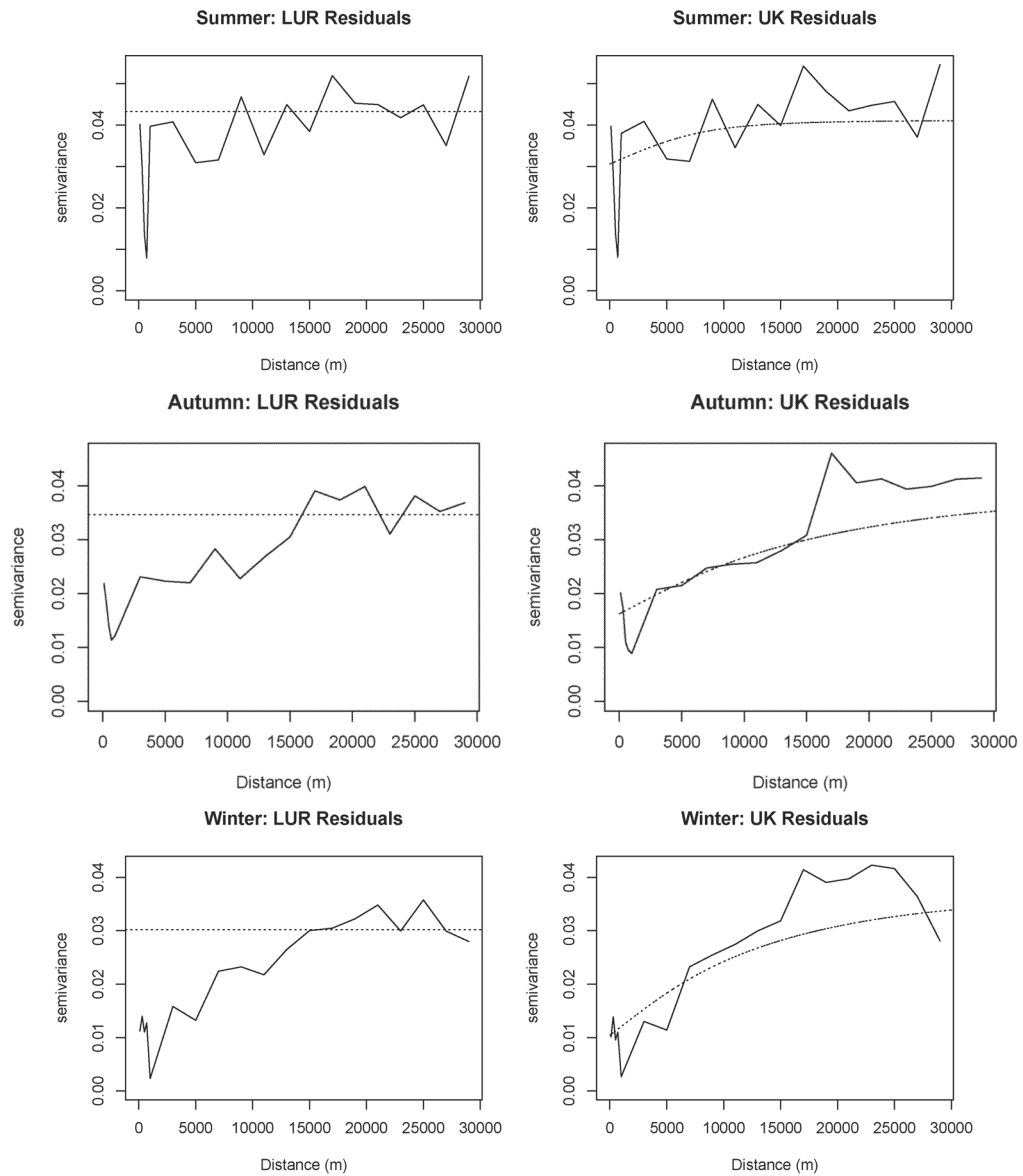 Summer: LUR Residuals
semivariance
0.04
0.02
0.00
0 5000 10000 15000 20000 25000 30000
Distance (m)
Summer: UK Residuals
semivariance
0.04
0.02
0.00
0 5000 10000 15000 20000 25000 30000
Distance (m)
Autumn: LUR Residuals
semivariance
0.04
0.03
0.02
0.01
0.00
0 5000 10000 15000 20000 25000 30000
Distance (m)
Autumn: UK Residuals
semivariance
0.04
0.03
0.02
0.01
0.00
0 5000 10000 15000 20000 25000 30000
Distance (m)
Winter: LUR Residuals
semivariance
0.04
0.03
0.02
0.01
0.00
0 5000 10000 15000 20000 25000 30000
Distance (m)
Winter: UK Residuals
semivariance
0.04
0.03
0.02
0.01
0.00
0 5000 10000 15000 20000 25000 30000
Distance (m)